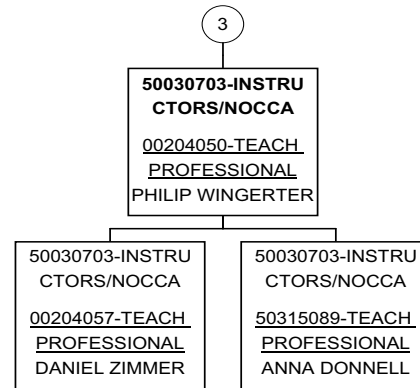 3
50030703-INSTRU
CTORS/NOCCA
00204050-TEACH
PROFESSIONAL
PHILIP WINGERTER
50030703-INSTRU
CTORS/NOCCA
00204057-TEACH
PROFESSIONAL
DANIEL ZIMMER
50030703-INSTRU
CTORS/NOCCA
50315089-TEACH
PROFESSIONAL
ANNA DONNELL